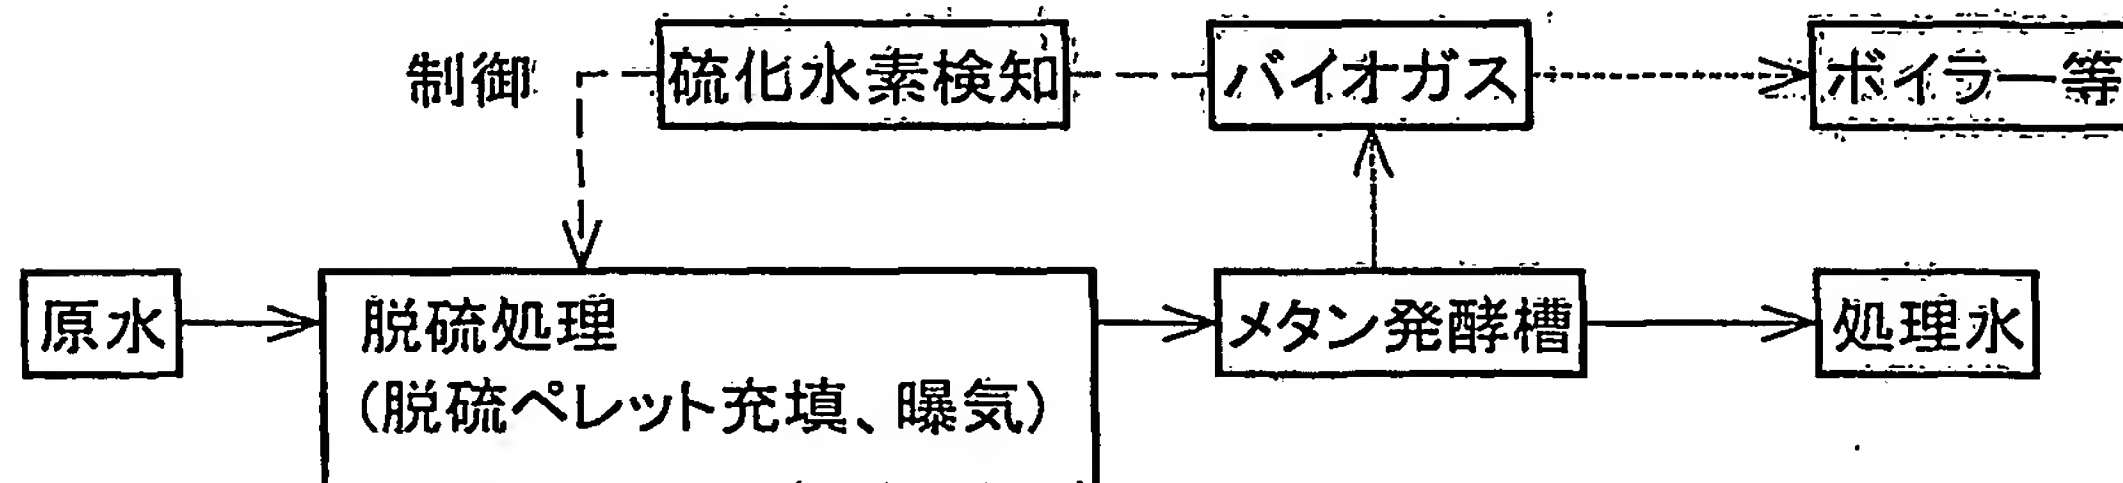 制御
硫化水素検知
バイオガス
ボイラー等
原水
脱硫処理
(脱硫ペレット充填、曝気)
メタン発酵槽
処理水